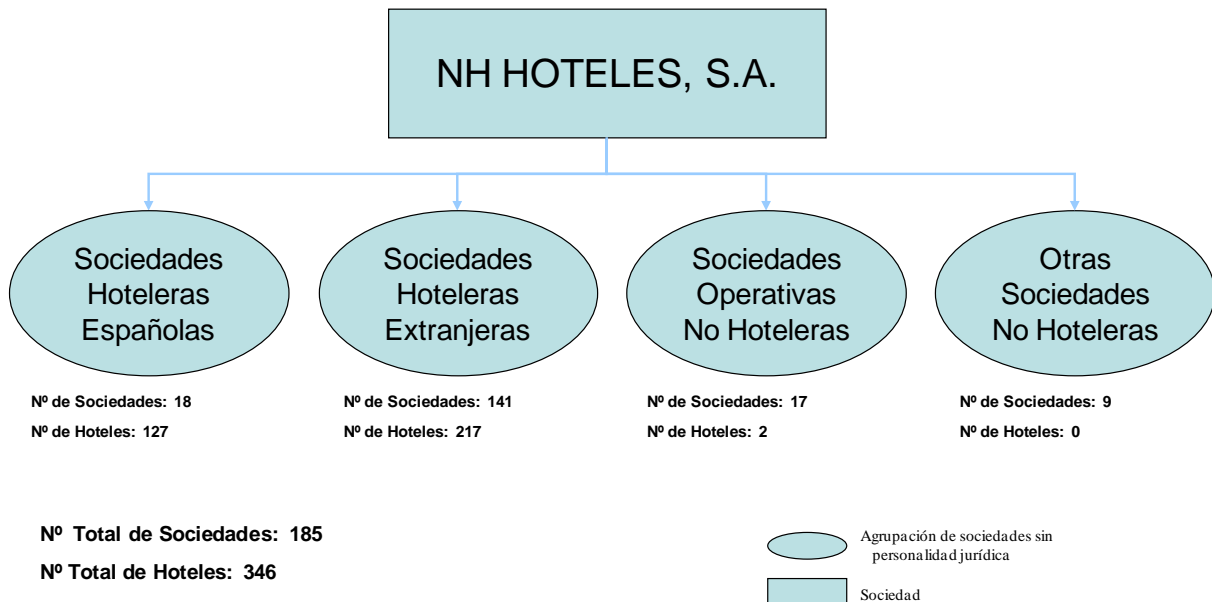 NH HOTELES, S.A.
Sociedades
Hoteleras
Españolas
Sociedades
Hoteleras
Extranjeras
Sociedades
Operativas
No Hoteleras
Otras
Sociedades
No Hoteleras
Nº de Sociedades: 18
Nº de Hoteles: 127
Nº de Sociedades: 141
Nº de Hoteles: 217
Nº de Sociedades: 17
Nº de Hoteles: 2
Nº de Sociedades: 9
Nº de Hoteles: 0
Nº Total de Sociedades: 185
Nº Total de Hoteles: 346
Agrupación de sociedades sin
personalidad jurídica
Sociedad